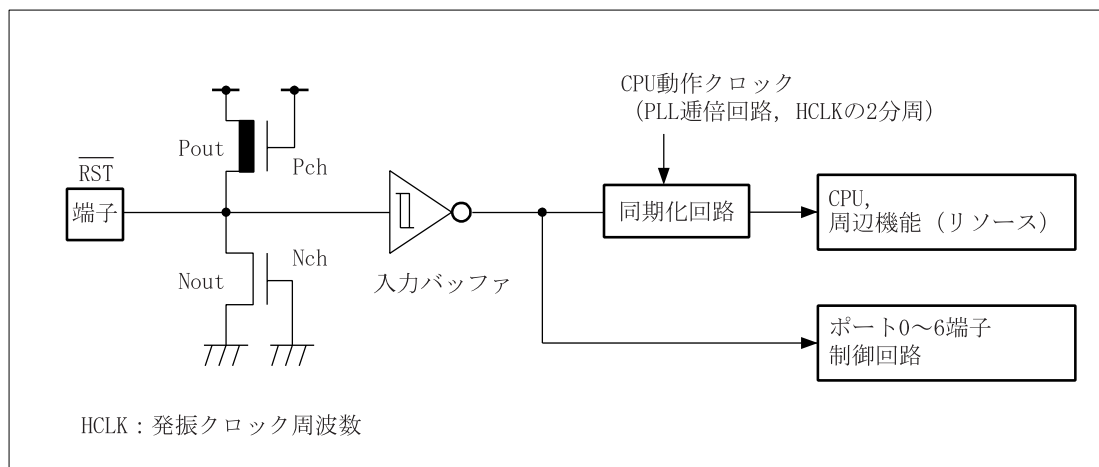 CPU動作クロック
(PLL逓倍回路, HCLKの2分周)
Pout
Pch
RST
端子
同期化回路
CPU,
周辺機能（リソース）
Nch
Nout
入力バッファ
ポート0～6端子
制御回路
HCLK：発振クロック周波数